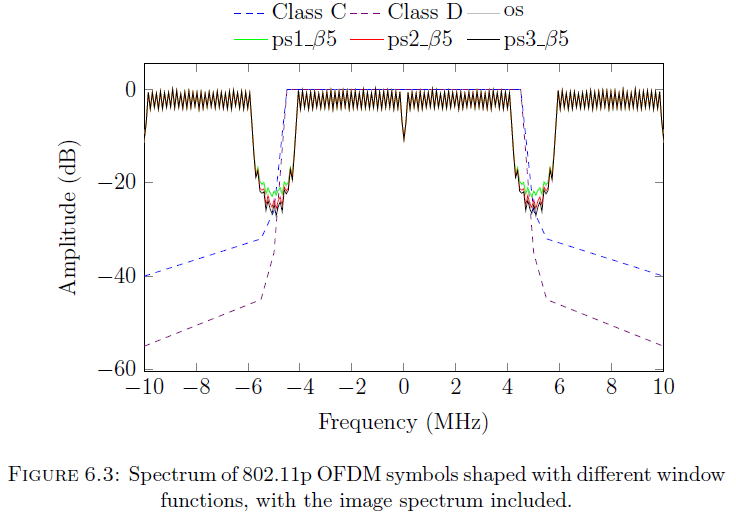 Class C Class D os
ps1_β5 ps2_β5 ps3_β5
0
−20
−40
−60
Amplitude (dB)
−10 −8 −6 −4 −2 0 2 4 6 8 10
Frequency (MHz)
Figure 6.3: Spectrum of 802.11p OFDM symbols shaped with different window
functions, with the image spectrum included.